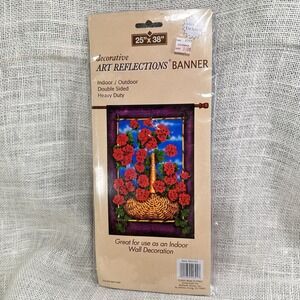 25" x 38"
decorative
ART REFLECTIONS® BANNER
Indoor / Outdoor
Double Sided
Heavy Duty
Great for use as an Indoor
Wall Decoration